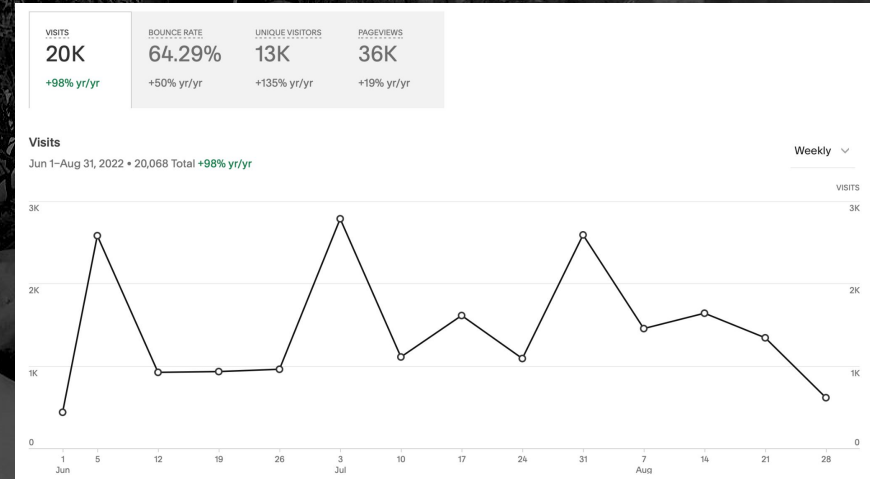 VISITS BOUNCE RATE UNIQUE VISITORS PAGEVIEWS
20K 64.29% 13K 36K
+98% yr/yr +50% yr/yr +135% yr/yr +19% yr/yr
Visits
Jun 1–Aug 31, 2022 • 20,068 Total +98% yr/yr
Weekly
VISITS
3K 3K
2K 2K
1K 1K
0 0
1 5 12 19 26 3 10 17 24 31 7 14 21 28
Jun Jul Aug